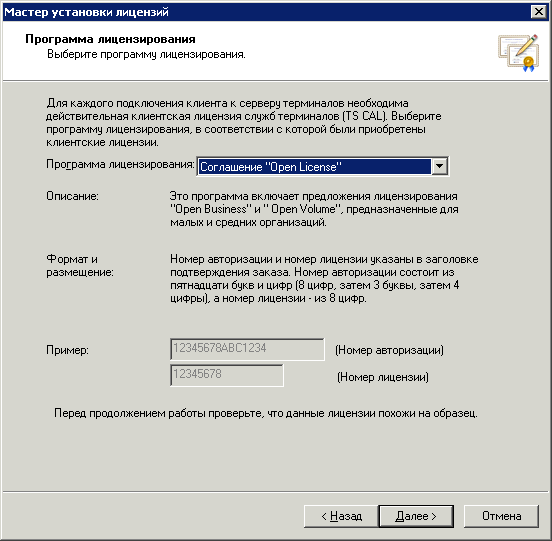 Мастер установки лицензий
Программа лицензирования
Выберите программу лицензирования.
Для каждого подключения клиента к серверу терминалов необходима
действительная клиентская лицензия служб терминалов (TS CAL). Выберите
программу лицензирования, в соответствии с которой были приобретены
клиентские лицензии.
Программа лицензирования: Соглашение "Open License"
Описание: Это программа включает предложения лицензирования
"Open Business" и " Open Volume", предназначенные для
малых и средних организаций.
Формат и Номер авторизации и номер лицензии указаны в заголовке
размещение: подтверждения заказа. Номер авторизации состоит из
пятнадцати букв и цифр (8 цифр, затем 3 буквы, затем 4
цифры), а номер лицензии - из 8 цифр.
Пример: 12345678ABC1234 (Номер авторизации)
12345678 (Номер лицензии)
Перед продолжением работы проверьте, что данные лицензии похожи на образец.
< Назад Далее > Отмена